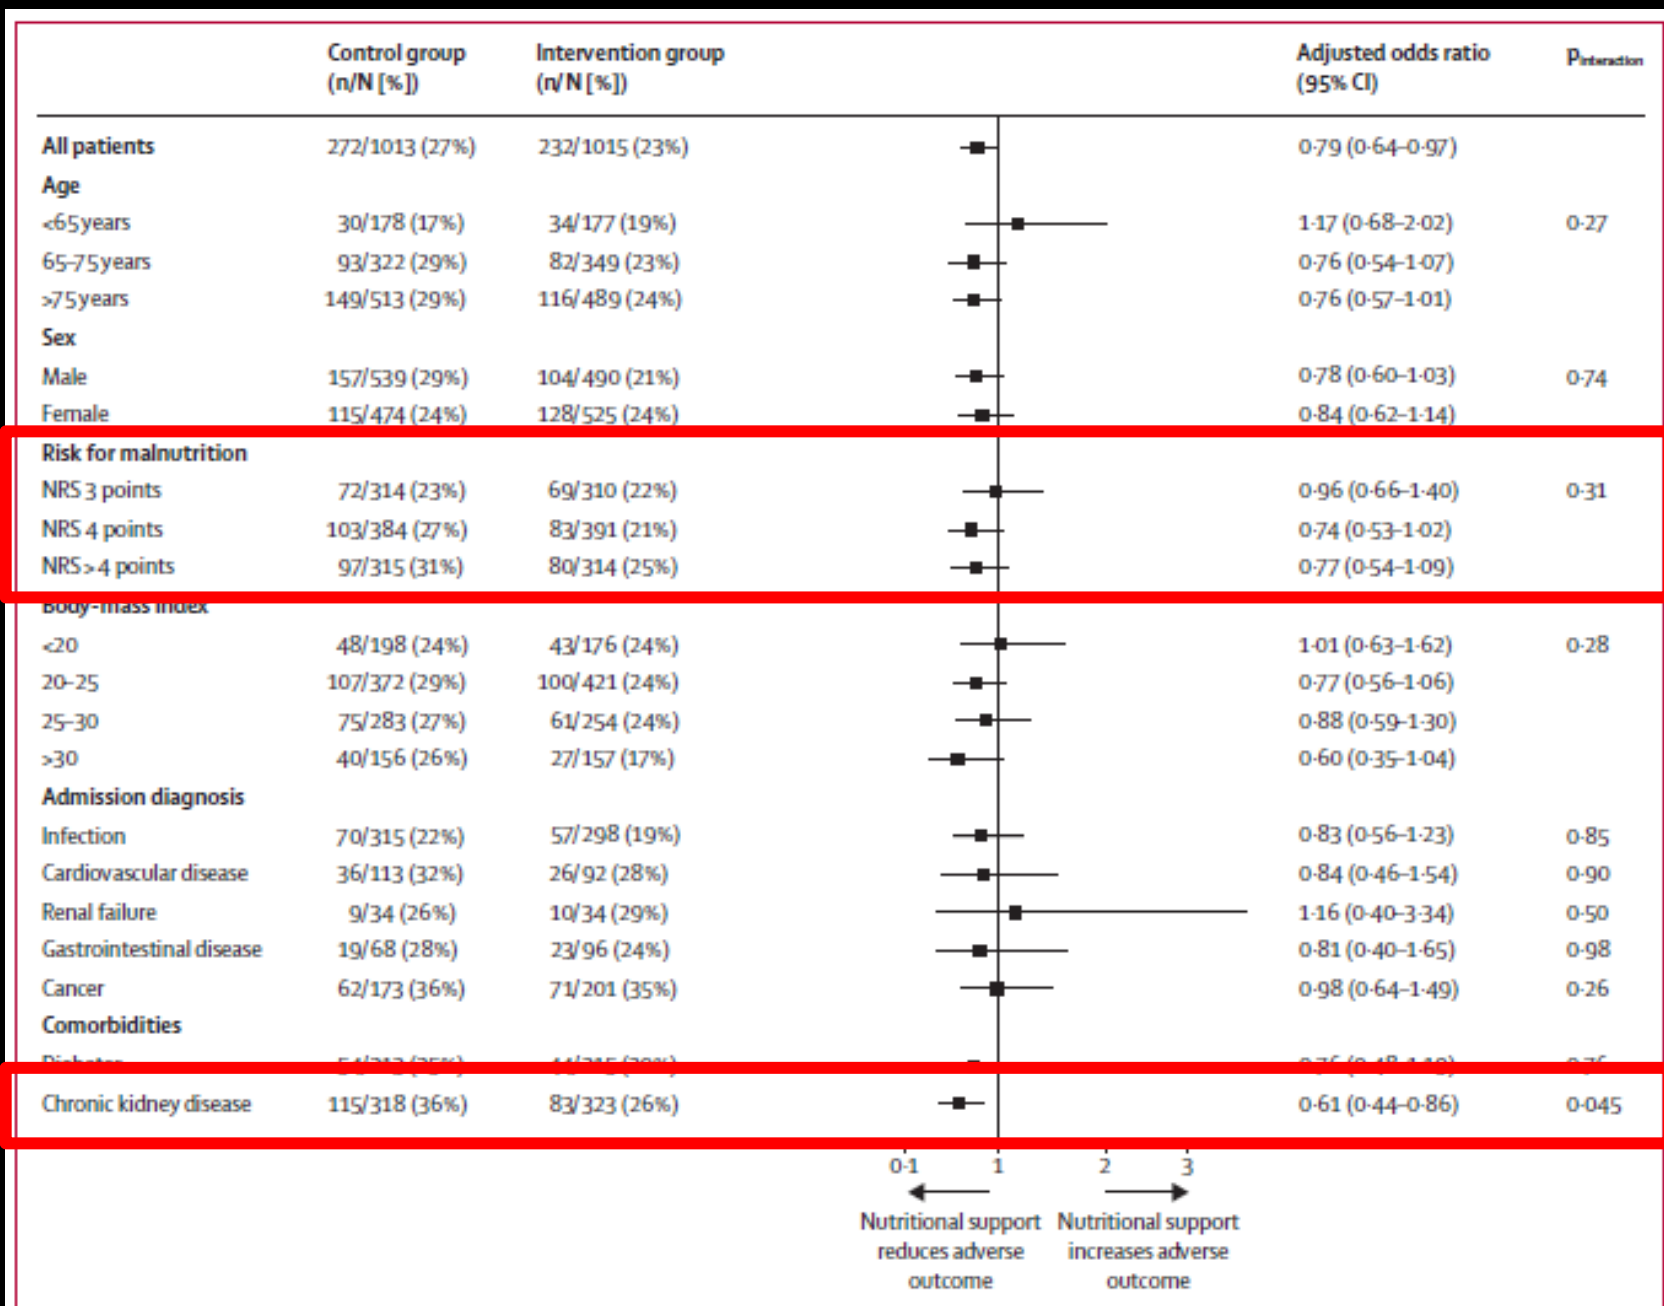 Control group Intervention group Adjusted odds ratio Pinteraction
(n/N [%]) (n/N [%]) (95% CI)
All patients 272/1013 (27%) 232/1015 (23%) 0·79 (0·64–0·97)
Age
<65 years 30/178 (17%) 34/177 (19%) 1·17 (0·68–2·02) 0·27
65–75 years 93/322 (29%) 82/349 (23%) 0·76 (0·54–1·07)
>75 years 149/513 (29%) 116/489 (24%) 0·76 (0·57–1·01)
Sex
Male 157/539 (29%) 104/490 (21%) 0·78 (0·60–1·03) 0·74
Female 115/474 (24%) 128/525 (24%) 0·84 (0·62–1·14)
Risk for malnutrition
NRS 3 points 72/314 (23%) 69/310 (22%) 0·96 (0·66–1·40) 0·31
NRS 4 points 103/384 (27%) 83/391 (21%) 0·74 (0·53–1·02)
NRS >4 points 97/315 (31%) 80/314 (25%) 0·77 (0·54–1·09)
Body-mass index
<20 48/198 (24%) 43/176 (24%) 1·01 (0·63–1·62) 0·28
20–25 107/372 (29%) 100/421 (24%) 0·77 (0·56–1·06)
25–30 75/283 (27%) 61/254 (24%) 0·88 (0·59–1·30)
>30 40/156 (26%) 27/157 (17%) 0·60 (0·35–1·04)
Admission diagnosis
Infection 70/315 (22%) 57/298 (19%) 0·83 (0·56–1·23) 0·85
Cardiovascular disease 36/113 (32%) 26/92 (28%) 0·84 (0·46–1·54) 0·90
Renal failure 9/34 (26%) 10/34 (29%) 1·16 (0·40–3·34) 0·50
Gastrointestinal disease 19/68 (28%) 23/96 (24%) 0·81 (0·40–1·65) 0·98
Cancer 62/173 (36%) 71/201 (35%) 0·98 (0·64–1·49) 0·26
Comorbidities
Diabetes
Chronic kidney disease 115/318 (36%) 83/323 (26%) 0·61 (0·44–0·86) 0·045
0·1 1 2 3
Nutritional support Nutritional support
reduces adverse increases adverse
outcome outcome